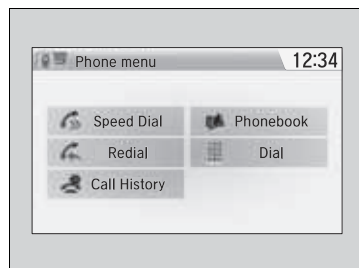 Phone menu 12:34
Speed Dial Phonebook
Redial Dial
Call History